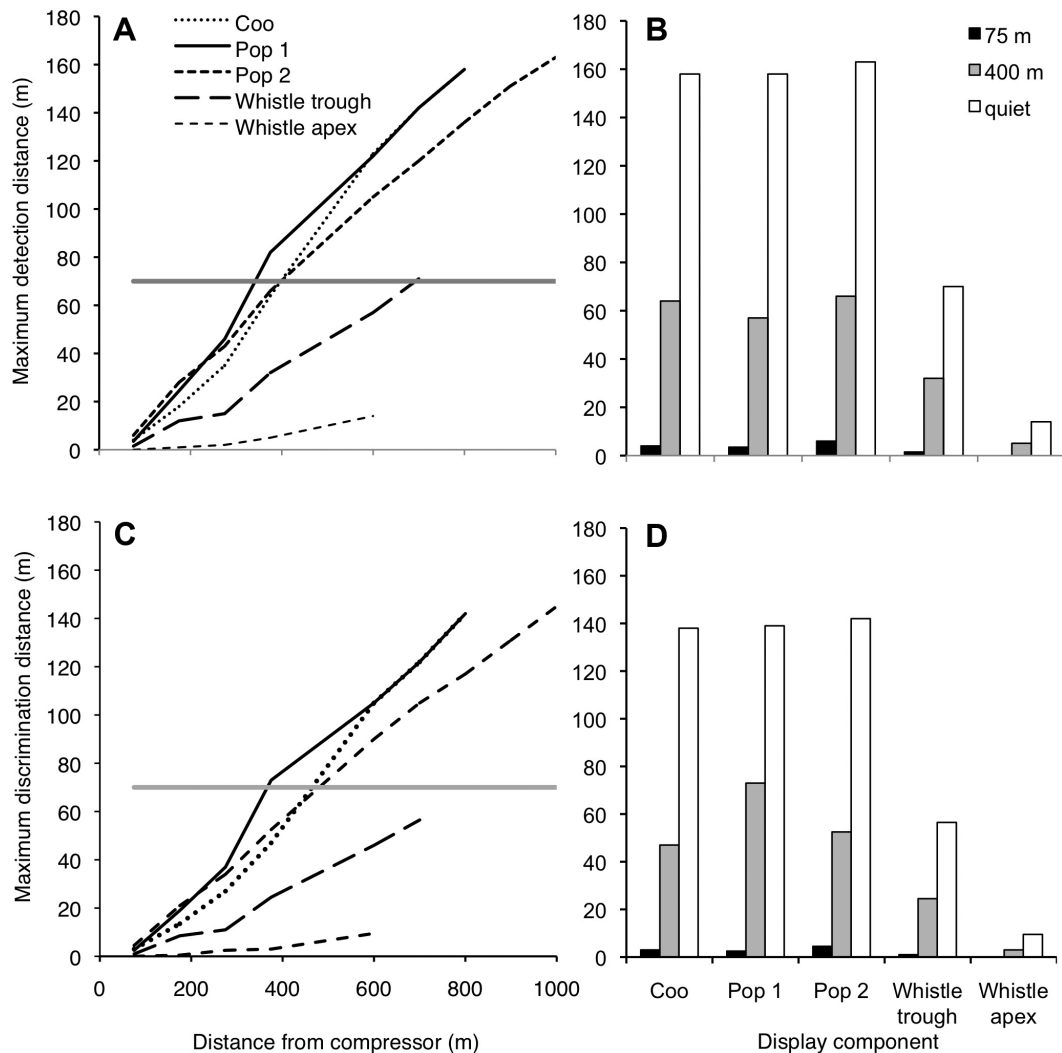 A
180
160
140
120
100
80
60
40
20
0
Maximum detection distance (m)
Coo
Pop 1
Pop 2
Whistle trough
Whistle apex
B
180
160
140
120
100
80
60
40
20
0
75 m
400 m
quiet
C
180
160
140
120
100
80
60
40
20
0
Maximum discrimination distance (m)
0 200 400 600 800 1000
Distance from compressor (m)
D
180
160
140
120
100
80
60
40
20
0
Coo Pop 1 Pop 2 Whistle Whistle
trough apex
Display component